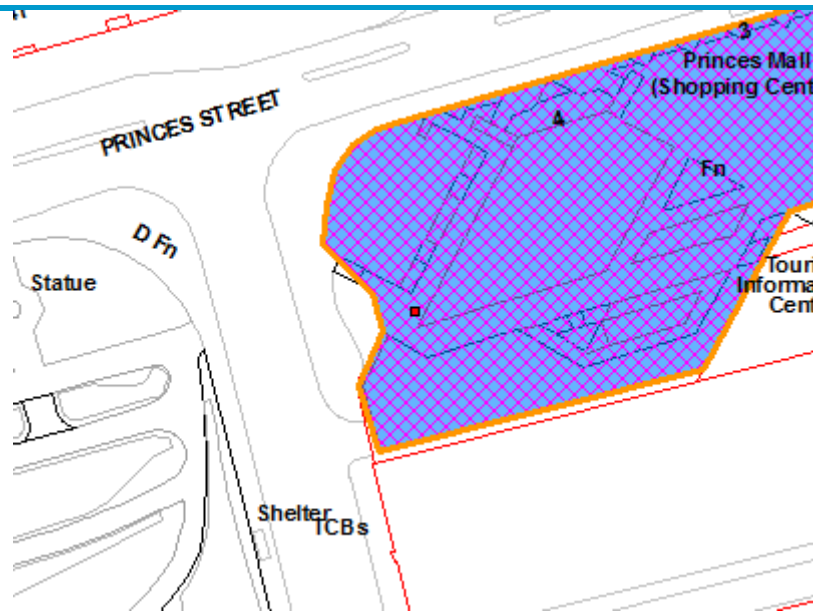 3
Princes Mall
(Shopping Cent
PRINCES STREET
4
Fn
D Fn
Statue
Touri
Informa
Cent
Shelter
TCBs